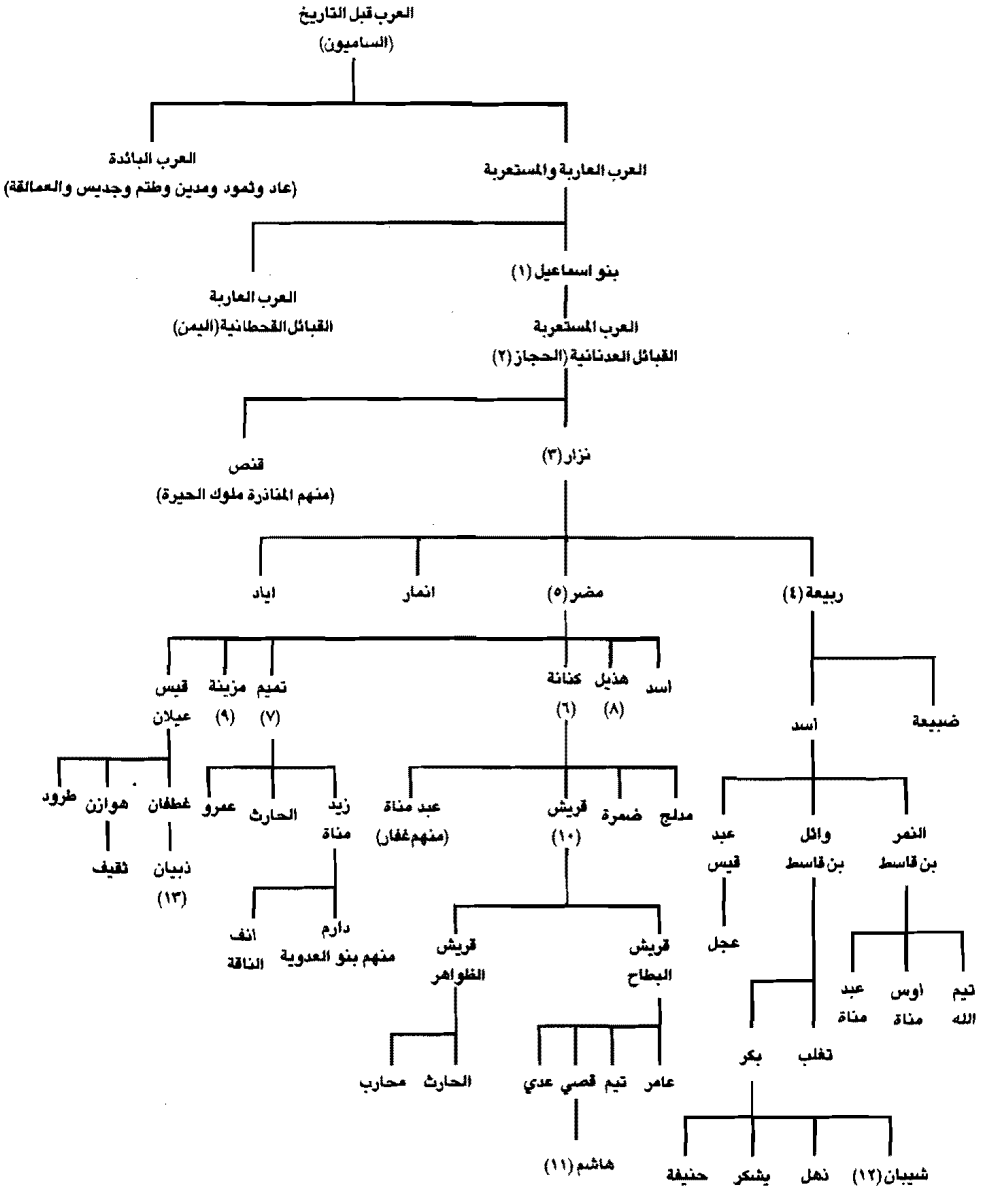 العرب قبل التاريخ
(الساميون)
العرب العاربة والمستعربة
العرب البائدة
(عاد وثمود ومدين وطتم وجديس والعمالقة)
بنو اسماعيل (١)
العرب العاربة
القبائل القحطانية (اليمن)
العرب المستعربة
القبائل العدنانية (الحجاز (٢)
نزار (٣)
قنص
(منهم المناذرة ملوك الحيرة)
ربيعة (٤)
مضر (٥)
انمار
اياد
ضبيعة
اسد
اسد
هذيل
(٨)
كنانة
(٦)
تميم
(٧)
مزينة
(٩)
قيس
عيلان
النمر
بن قاسط
وائل
بن قاسط
عبد
قيس
مدلج
ضمرة
قريش
(١٠)
عبد مناة
(منهم غفار)
زيد
مناة
الحارث
عمرو
غطفان
هوازن
طرود
ذبيان
(١٣)
ثقيف
عجل
دارم
منهم بنو العدوية
انف
الناقة
قريش
البطاح
قريش
الظواهر
تيم
الله
اوس
مناة
عبد
مناة
تغلب
بكر
عامر
تيم
قصي
عدي
الحارث
محارب
هاشم (١١)
شيبان (١٢)
ذهل
يشكر
حنيفة